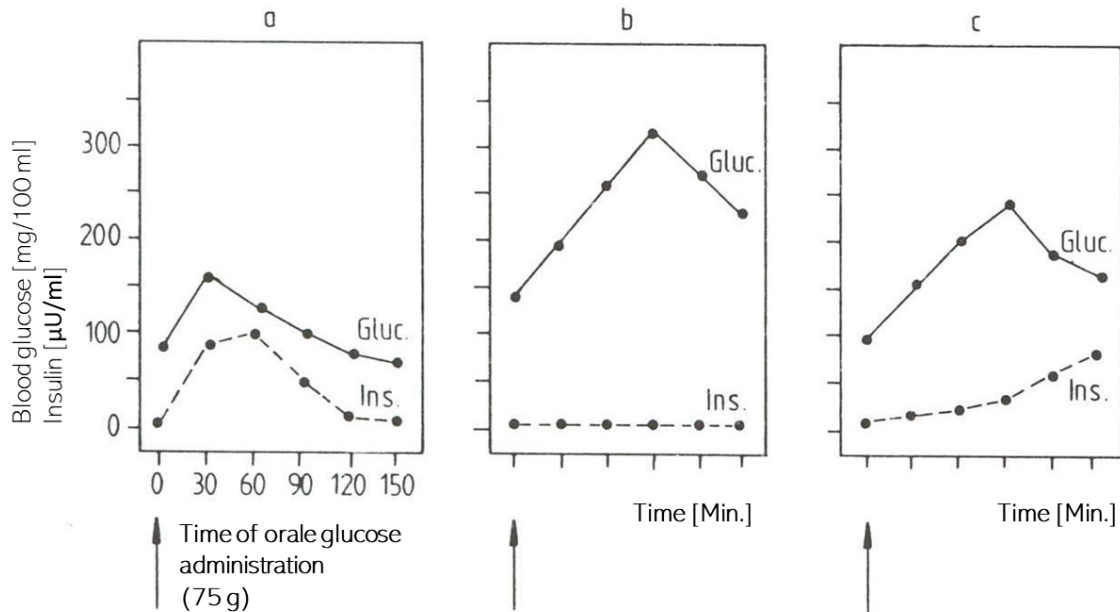 a
b
c
Blood glucose [mg/100 ml]
Insulin [µU/ml]
300
200
100
0
Gluc.
Ins.
0 30 60 90 120 150
Gluc.
Ins.
Gluc.
Ins.
Time of orale glucose
administration
(75 g)
Time [Min.]
Time [Min.]